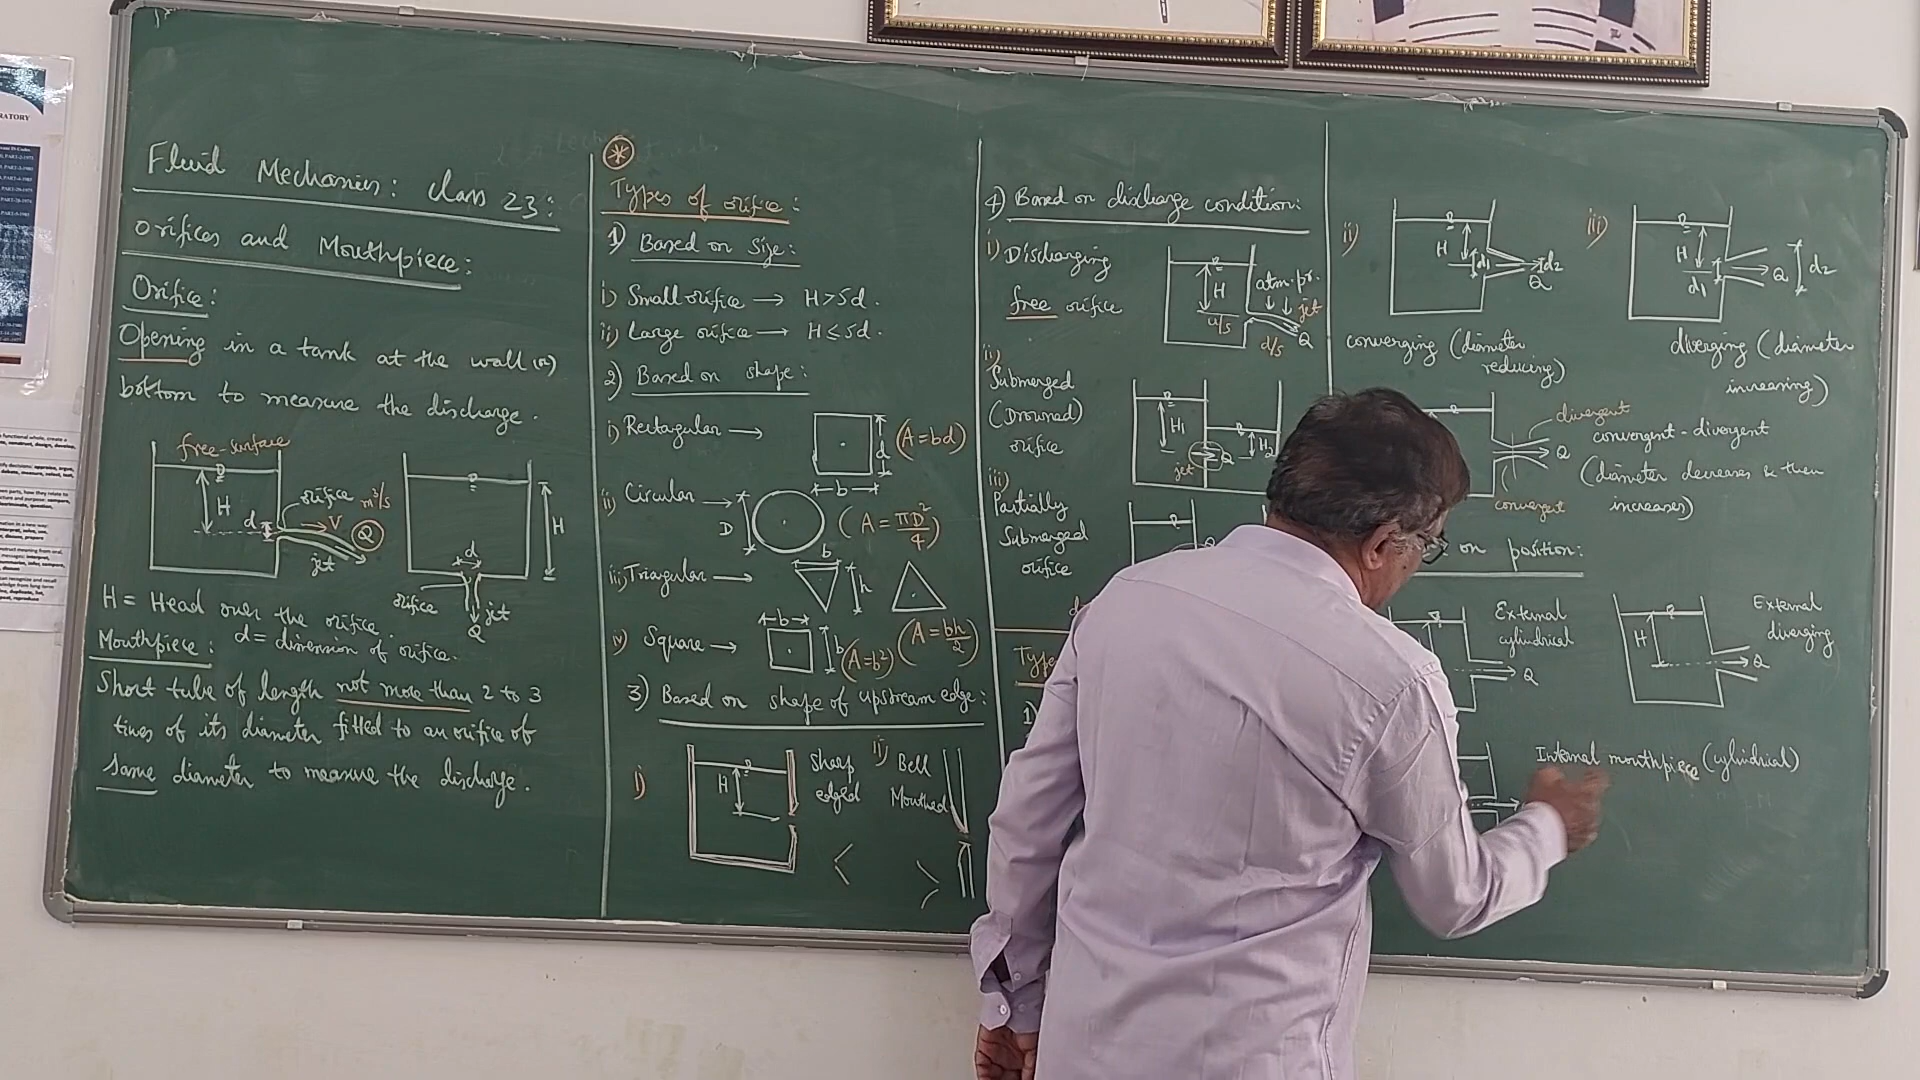 Fluid Mechanics: class 23:
Orifices and Mouthpiece:
Orifice:
Opening in a tank at the wall (or)
bottom to measure the discharge.
free-surface
H
d
orifice
m³/s
V
Q
jet
d
H
orifice
jet
Q
H = Head over the orifice.
d = dimension of orifice.
Mouthpiece:
Short tube of length not more than 2 to 3
times of its diameter fitted to an orifice of
same diameter to measure the discharge.
*
Types of orifice:
1) Based on Size:
i) Small orifice → H > 5d.
ii) Large orifice → H ≤ 5d.
2) Based on shape:
i) Rectangular → d (A = bd)
b
ii) Circular → D (A = πD²/4)
b
iii) Triangular → h
(A = bh/2)
b
iv) Square → b (A = b²)
3) Based on shape of upstream edge:
i) H Sharp edged
ii) Bell Mouthed
4) Based on discharge condition:
i) Discharging
free orifice
H
u/s
atm. pr.
jet
Q
d/s
ii)
Submerged
(Drowned)
orifice
H1
jet
Q
H2
iii)
Partially
Submerged
orifice
Type
1)
ii) H d1 d2 Q
converging (diameter
reducing)
iii) H d1 Q d2
diverging (diameter
increasing)
divergent
convergent-divergent
Q
(diameter decreases & then
increases)
convergent
on position:
External
cylindrical
Q
H
External
diverging
Q
Internal mouthpiece (cylindrical)